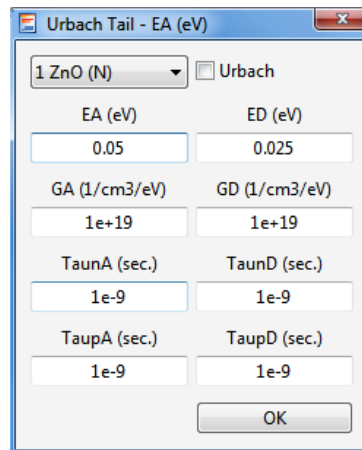 Urbach Tail - EA (eV)
1 ZnO (N) Urbach
EA (eV) ED (eV)
0.05 0.025
GA (1/cm3/eV) GD (1/cm3/eV)
1e+19 1e+19
TaunA (sec.) TaunD (sec.)
1e-9 1e-9
TaupA (sec.) TaupD (sec.)
1e-9 1e-9
OK